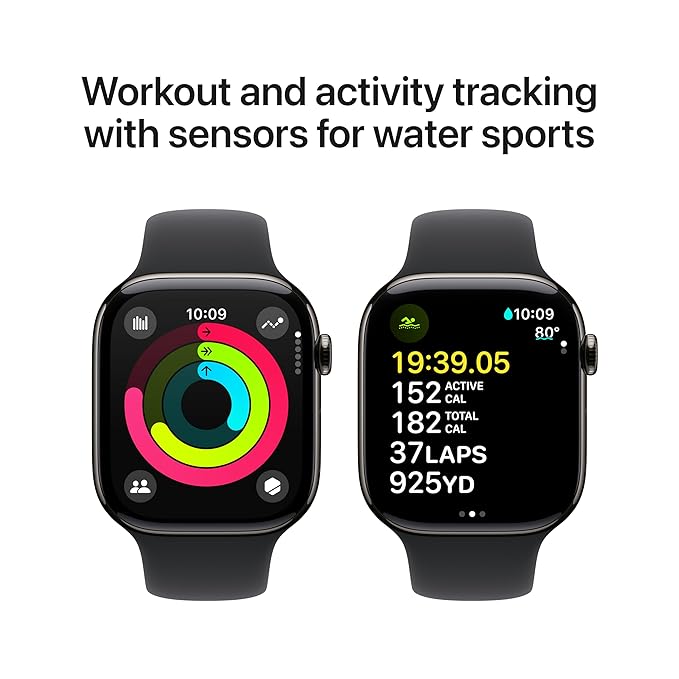 Workout and activity tracking
with sensors for water sports
10:09
10:09
80°
19:39.05
152 ACTIVE CAL
182 TOTAL CAL
37LAPS
925YD